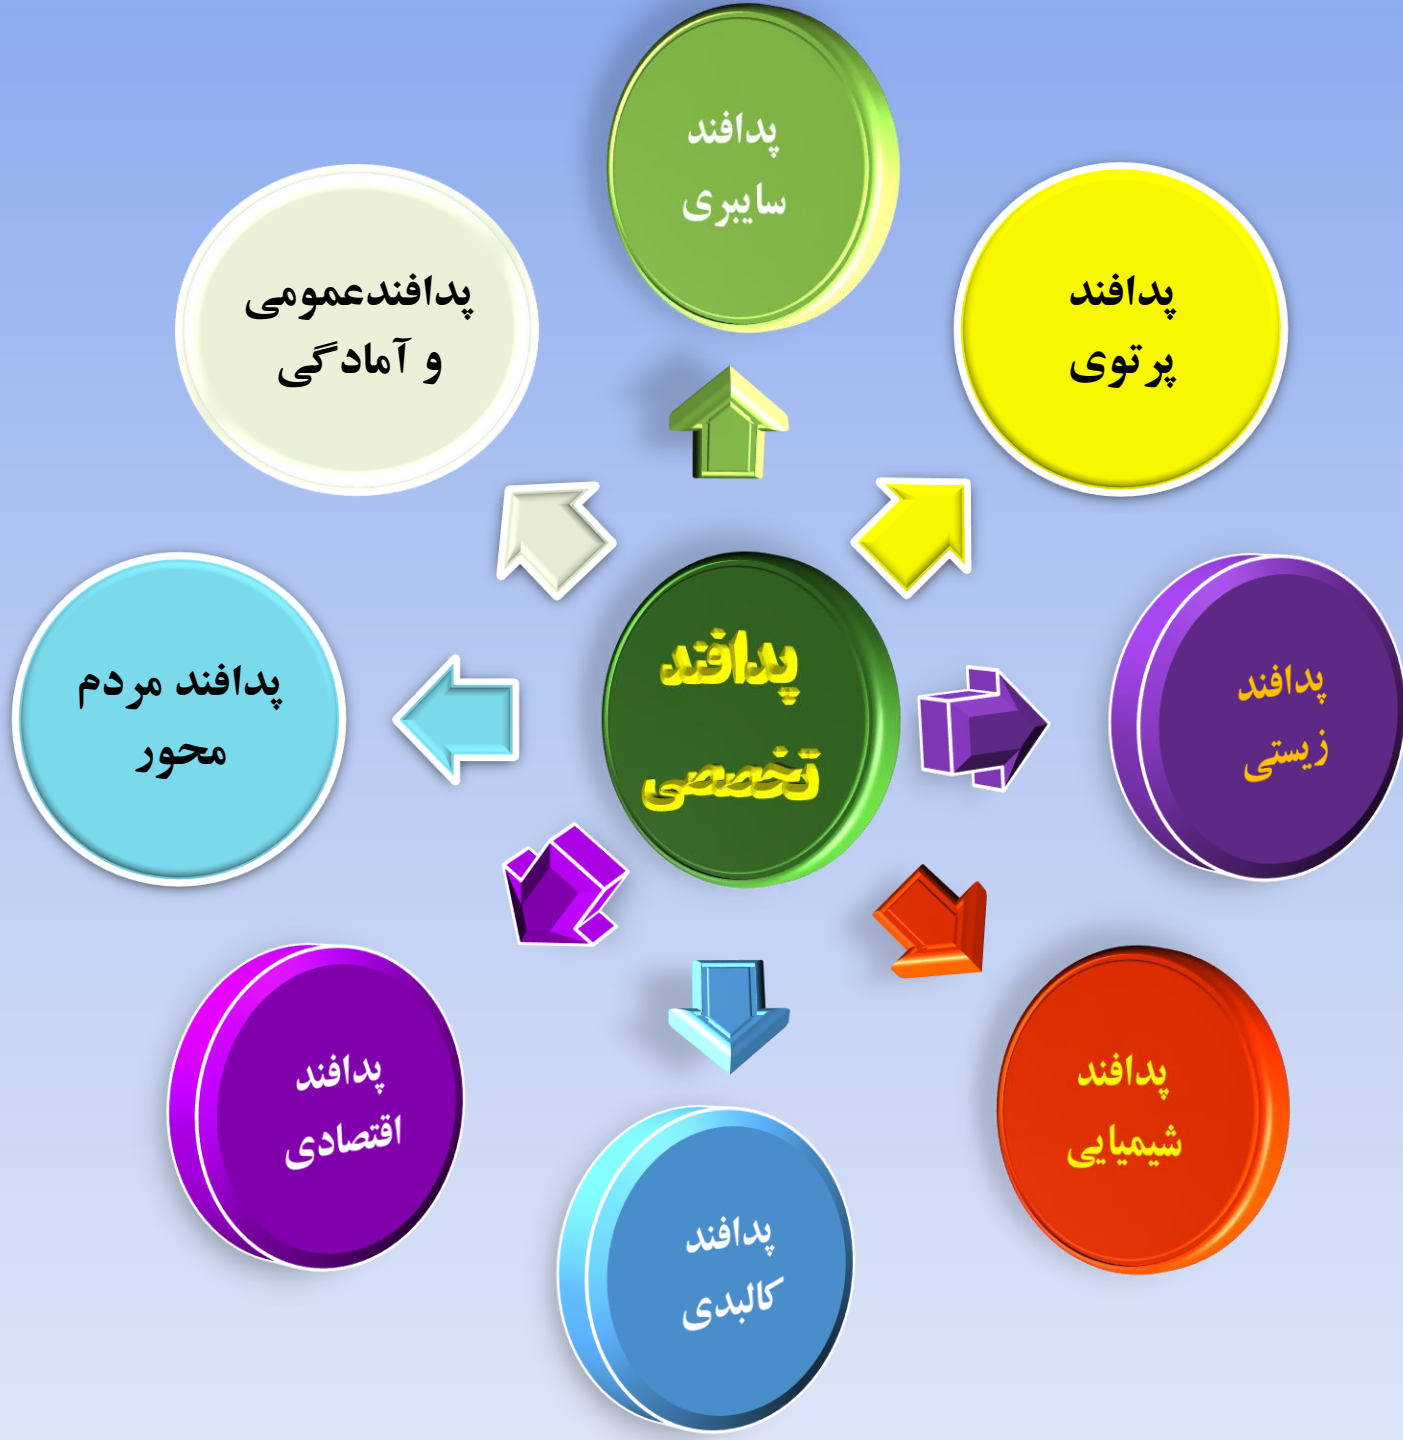 پدافند
سایبری
پدافند
پرتوی
پدافندعمومی
و آمادگی
پدافند
تخصصی
پدافند
زیستی
پدافند مردم
محور
پدافند
شیمیایی
پدافند
اقتصادی
پدافند
کالبدی